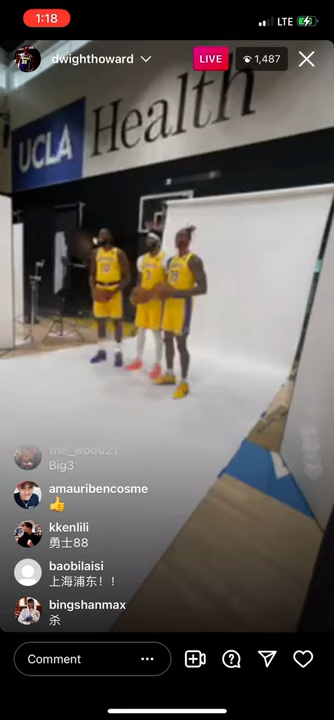 1:18
LTE
dwighthoward
LIVE
1,487
UCLA Health
Big3
amauribencosme
👍
kkenlili
勇士88
baobilaisi
上海浦东！！
bingshanmax
杀
Comment